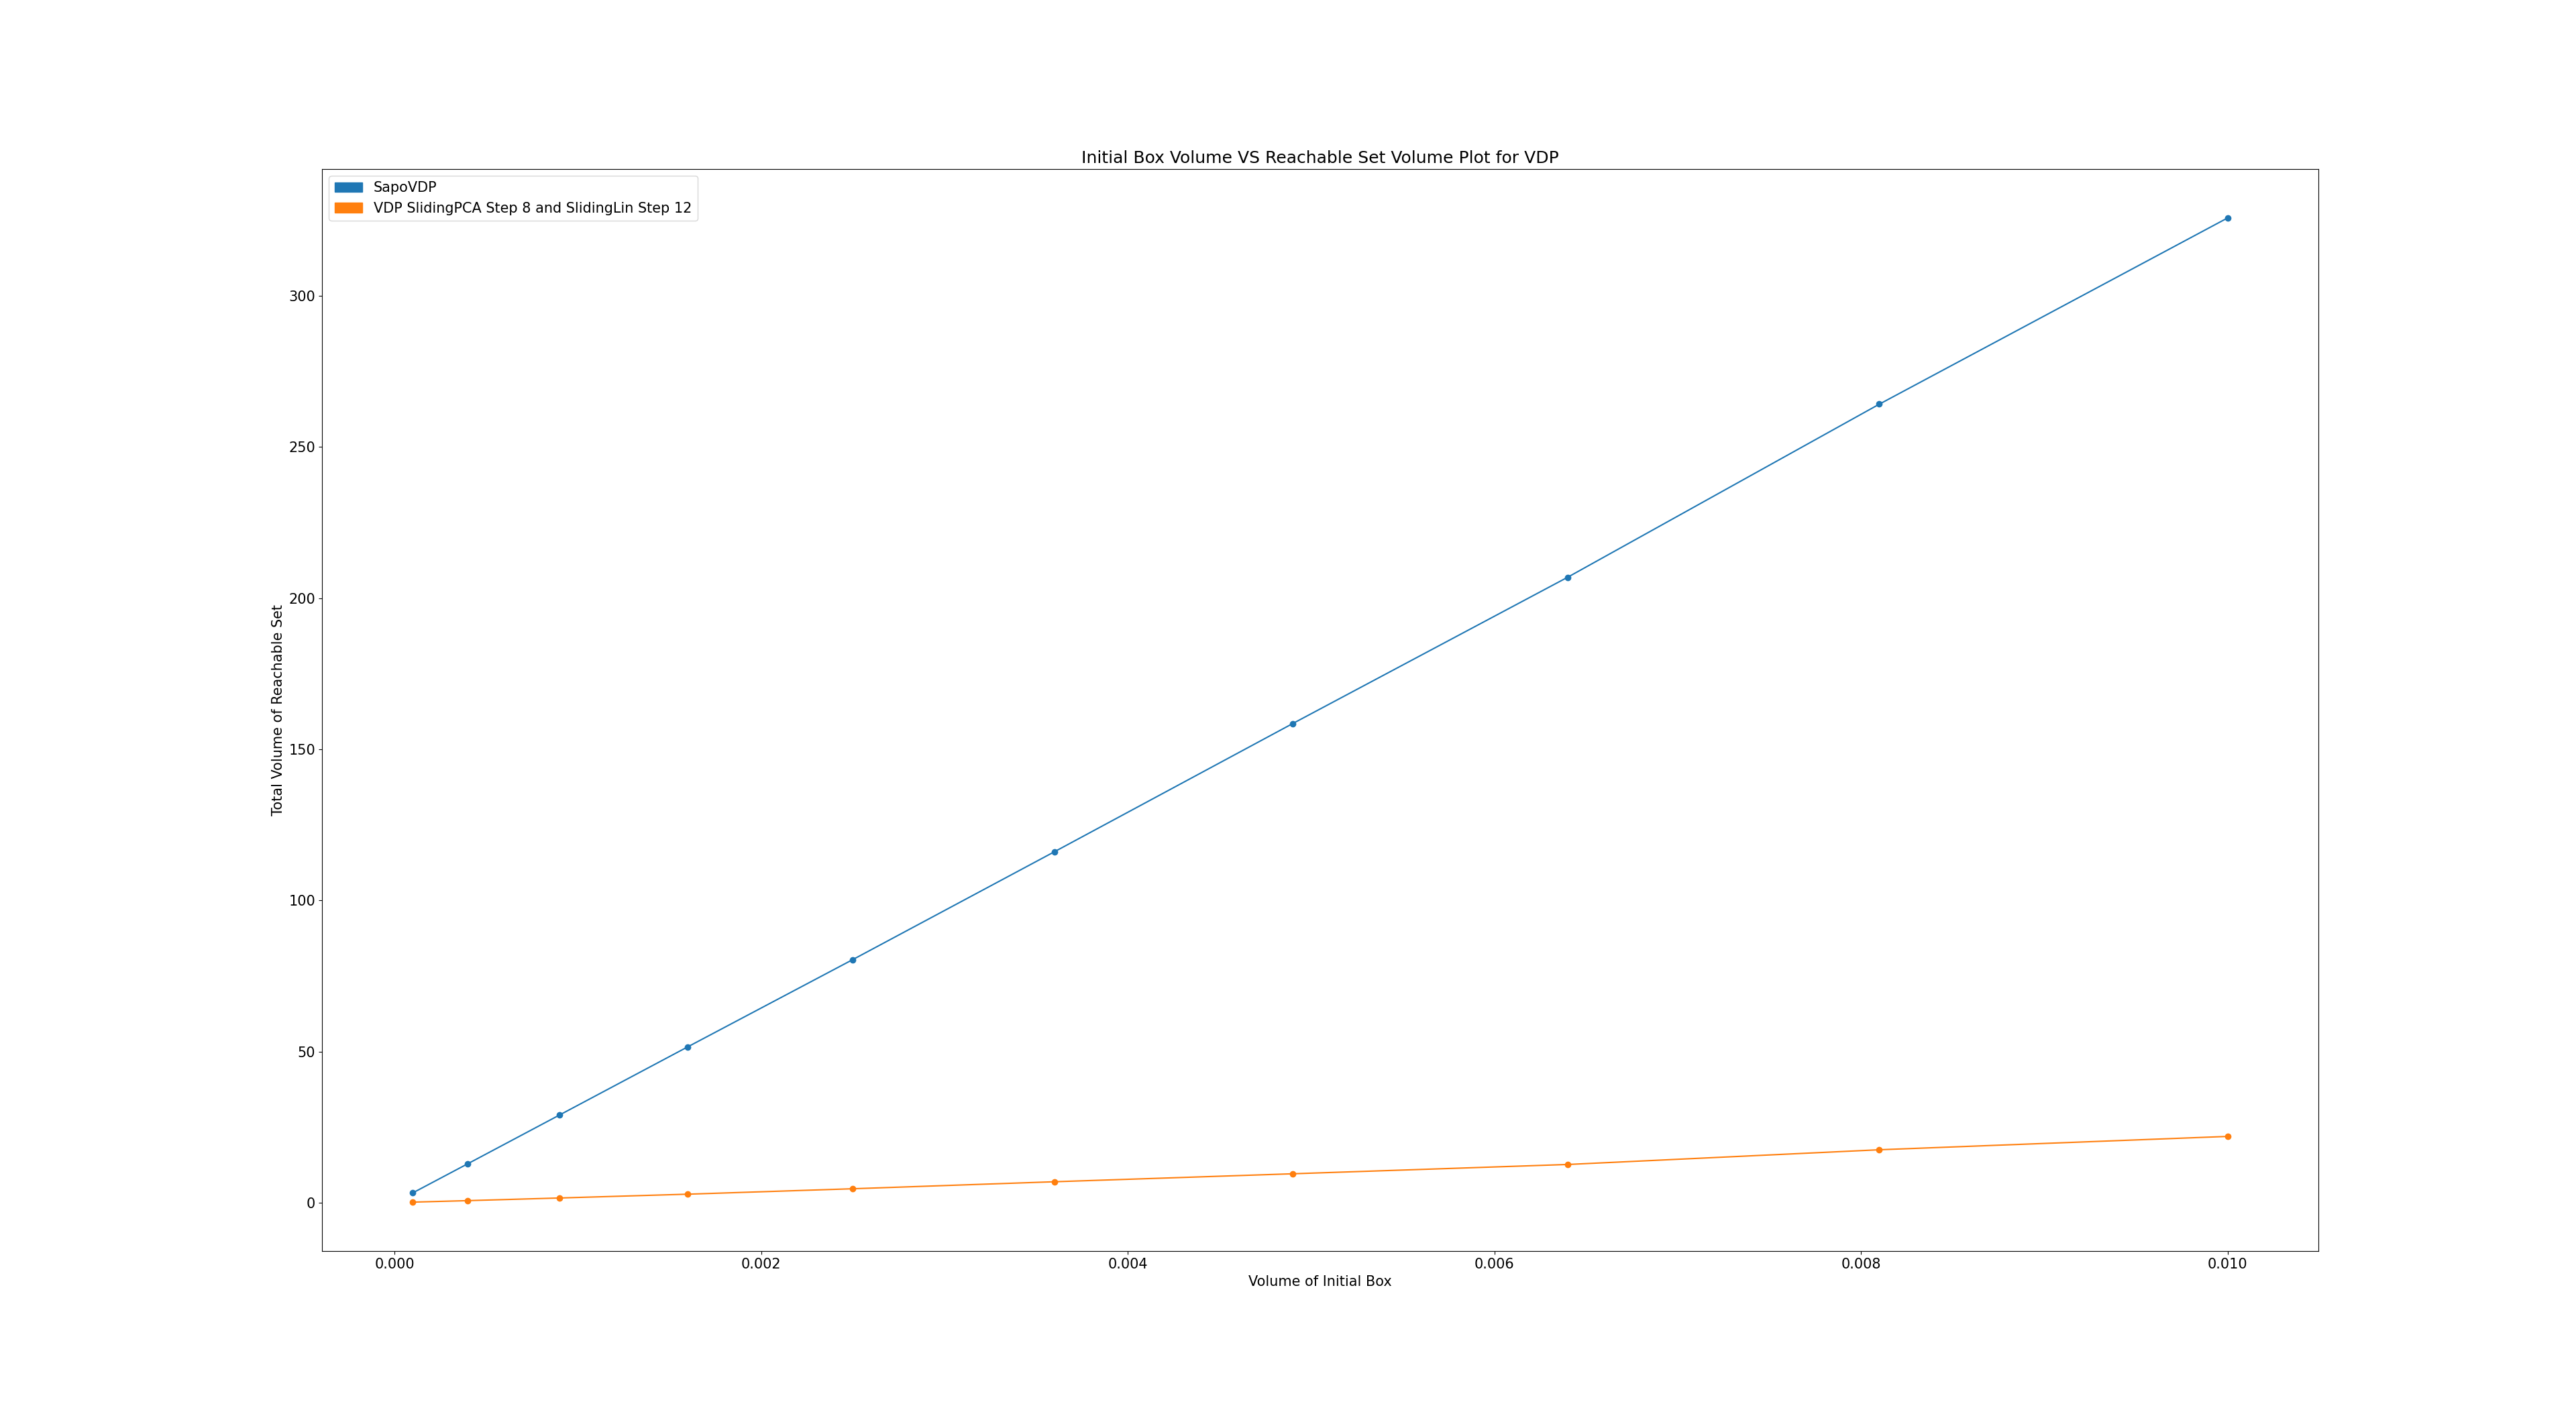 Initial Box Volume VS Reachable Set Volume Plot for VDP
SapoVDP
VDP SlidingPCA Step 8 and SlidingLin Step 12
Total Volume of Reachable Set
300
250
200
150
100
50
0
0.000 0.002 0.004 0.006 0.008 0.010
Volume of Initial Box